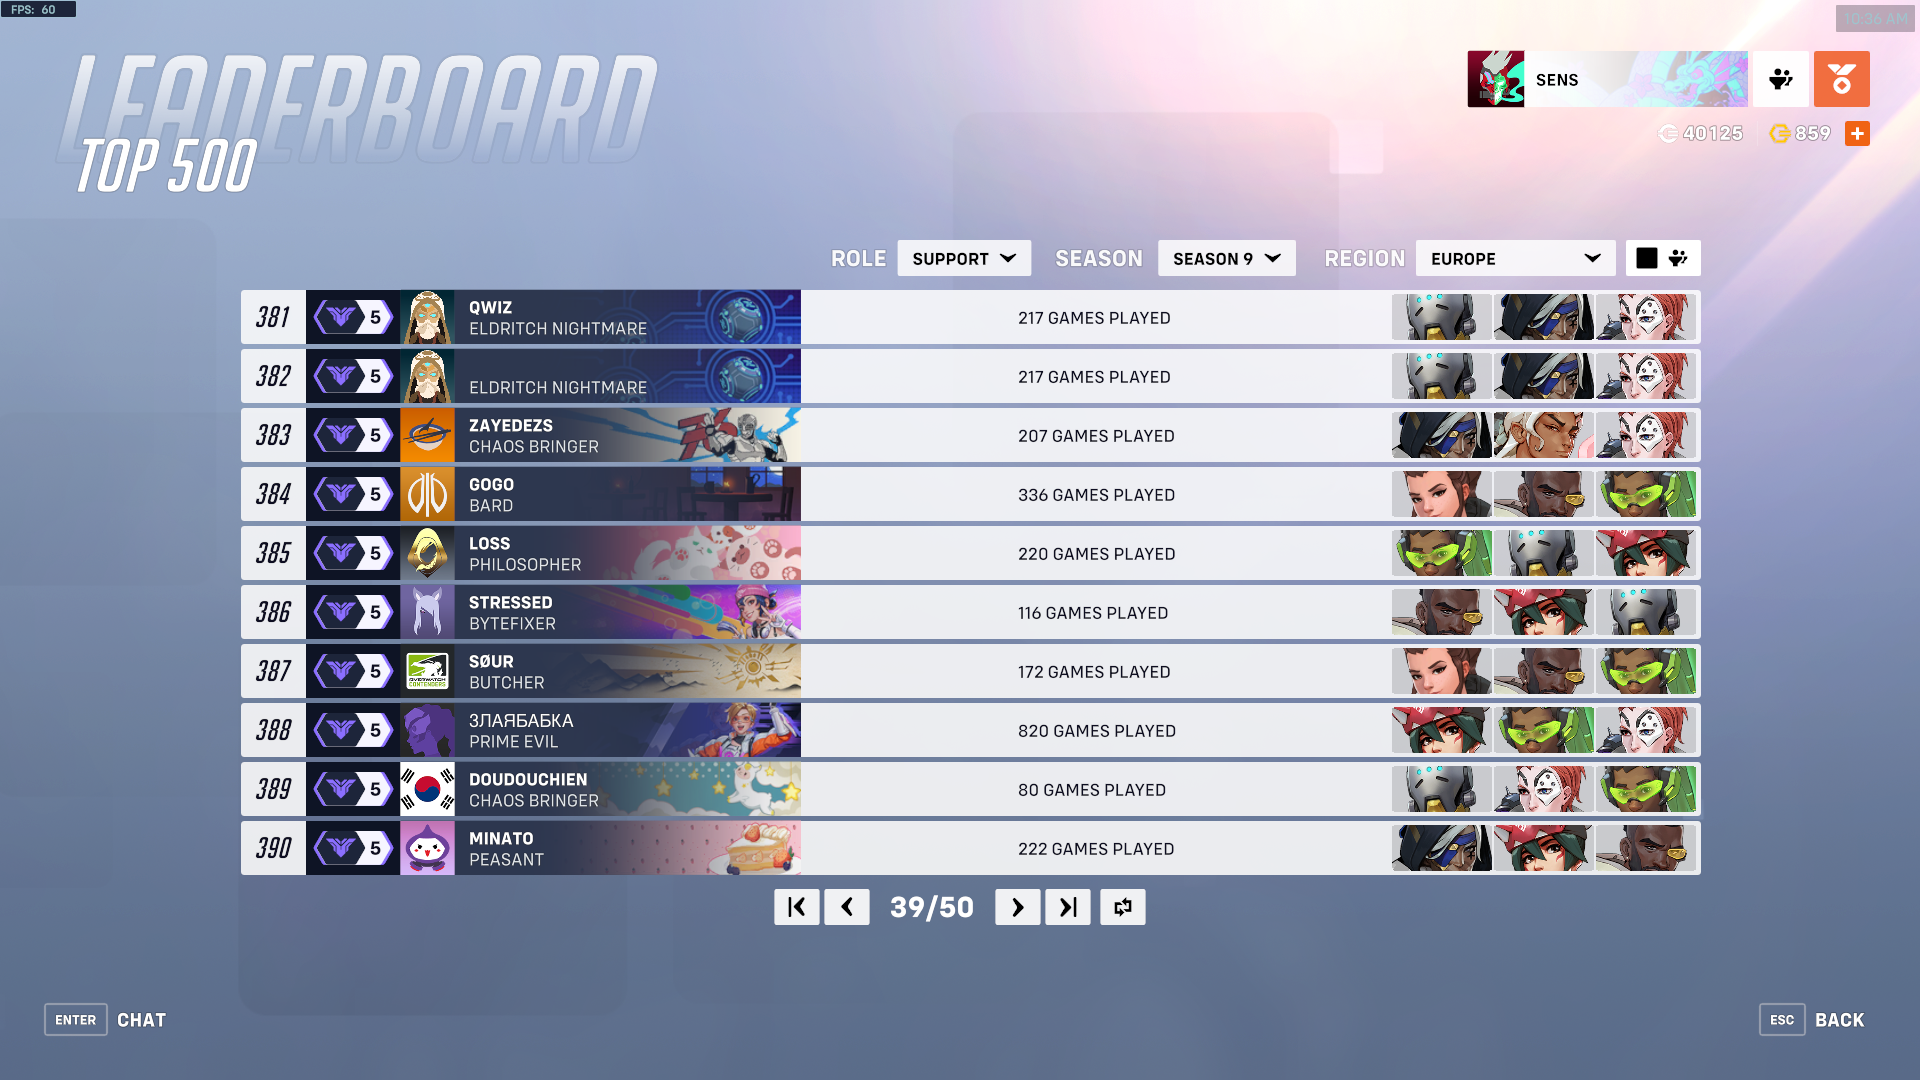 FPS: 60
10:36 AM
LEADERBOARD
TOP 500
SENS
40125
859
ROLE SUPPORT SEASON SEASON 9 REGION EUROPE
381 5 QWIZ ELDRITCH NIGHTMARE 217 GAMES PLAYED
382 5 ELDRITCH NIGHTMARE 217 GAMES PLAYED
383 5 ZAYEDEZS CHAOS BRINGER 207 GAMES PLAYED
384 5 GOGO BARD 336 GAMES PLAYED
385 5 LOSS PHILOSOPHER 220 GAMES PLAYED
386 5 STRESSED BYTEFIXER 116 GAMES PLAYED
387 5 SØUR BUTCHER 172 GAMES PLAYED
388 5 ЗЛАЯБАБКА PRIME EVIL 820 GAMES PLAYED
389 5 DOUDOUCHIEN CHAOS BRINGER 80 GAMES PLAYED
390 5 MINATO PEASANT 222 GAMES PLAYED
39/50
ENTER CHAT
ESC BACK